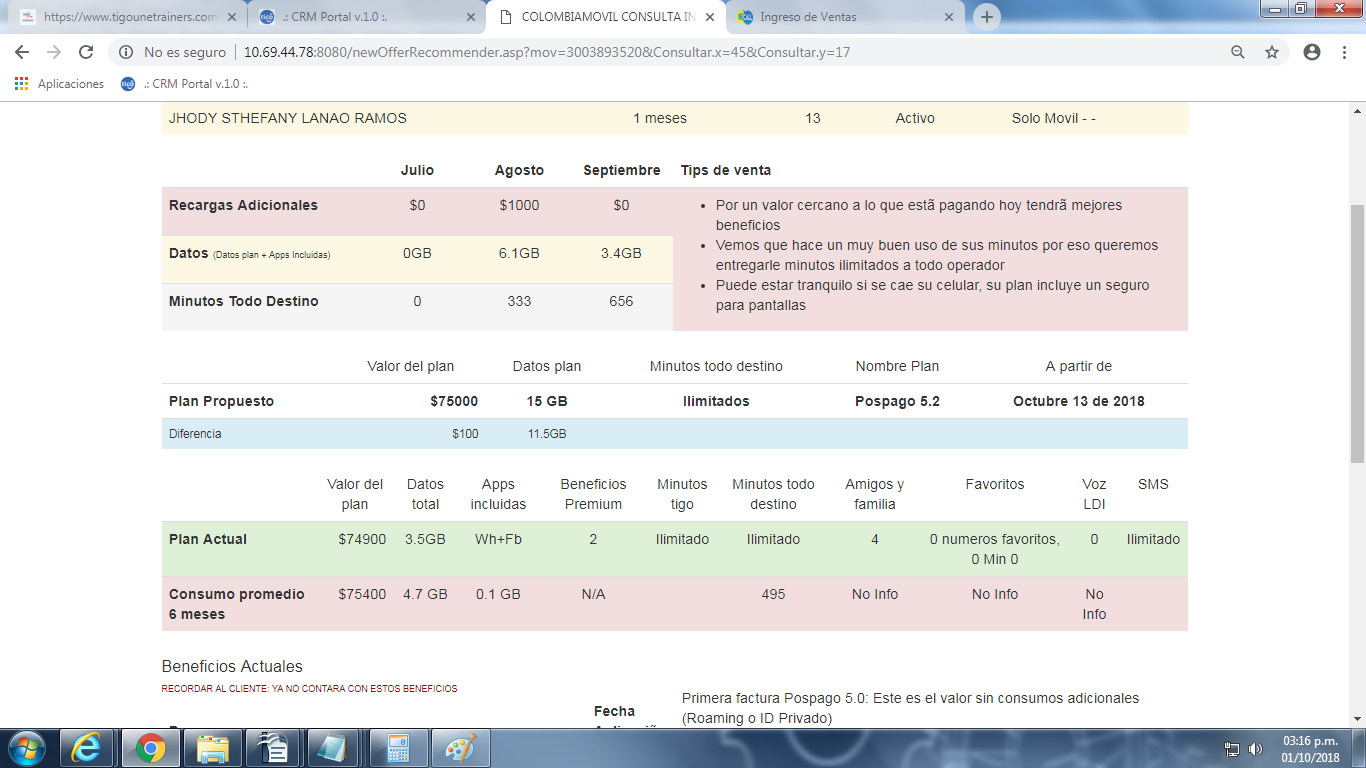 https://www.tigounetrainers.com
.: CRM Portal v.1.0 :.
COLOMBIAMOVIL CONSULTA IN
Ingreso de Ventas
No es seguro
10.69.44.78:8080/newOfferRecommender.asp?mov=3003893520&Consultar.x=45&Consultar.y=17
Aplicaciones
.: CRM Portal v.1.0 :.
JHODY STHEFANY LANAO RAMOS 1 meses 13 Activo Solo Movil - -
Julio Agosto Septiembre Tips de venta
Recargas Adicionales $0 $1000 $0
Por un valor cercano a lo que estã pagando hoy tendrã mejores
beneficios
Datos (Datos plan + Apps Incluidas) 0GB 6.1GB 3.4GB
Vemos que hace un muy buen uso de sus minutos por eso queremos
entregarle minutos ilimitados a todo operador
Minutos Todo Destino 0 333 656
Puede estar tranquilo si se cae su celular, su plan incluye un seguro
para pantallas
Valor del plan Datos plan Minutos todo destino Nombre Plan A partir de
Plan Propuesto $75000 15 GB Ilimitados Pospago 5.2 Octubre 13 de 2018
Diferencia $100 11.5GB
Valor del plan Datos total Apps incluidas Beneficios Premium Minutos tigo Minutos todo destino Amigos y familia Favoritos Voz LDI SMS
Plan Actual $74900 3.5GB Wh+Fb 2 Ilimitado Ilimitado 4 0 numeros favoritos, 0 Min 0 0 Ilimitado
Consumo promedio 6 meses $75400 4.7 GB 0.1 GB N/A 495 No Info No Info No Info
Beneficios Actuales
RECORDAR AL CLIENTE: YA NO CONTARA CON ESTOS BENEFICIOS
Fecha
Primera factura Pospago 5.0: Este es el valor sin consumos adicionales
(Roaming o ID Privado)
03:16 p.m.
01/10/2018